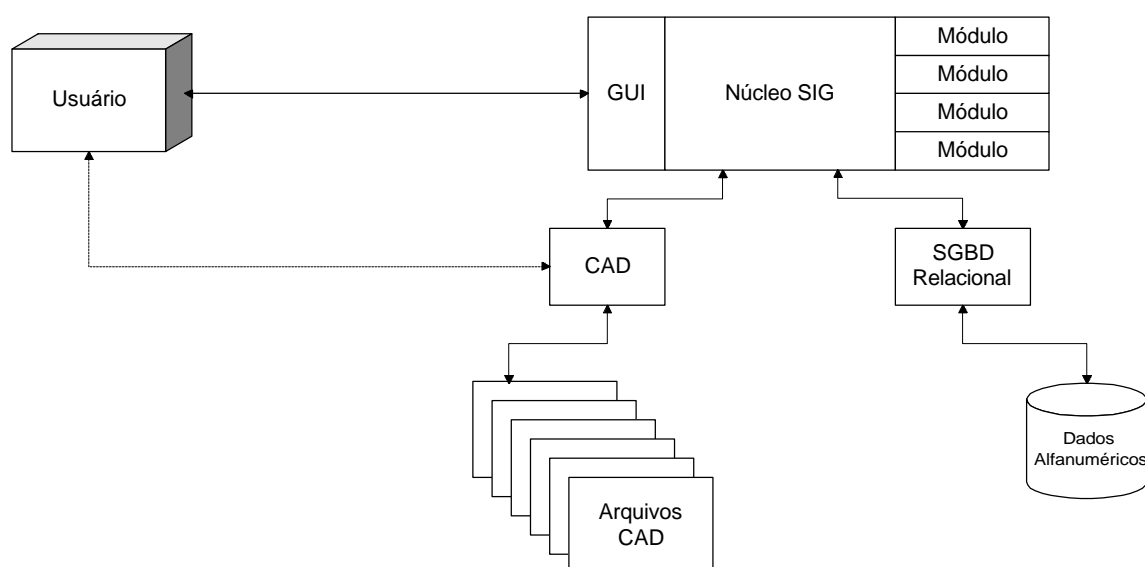 Usuário
GUI
Núcleo SIG
Módulo
Módulo
Módulo
Módulo
CAD
SGBD
Relacional
Dados
Alfanuméricos
Arquivos
CAD